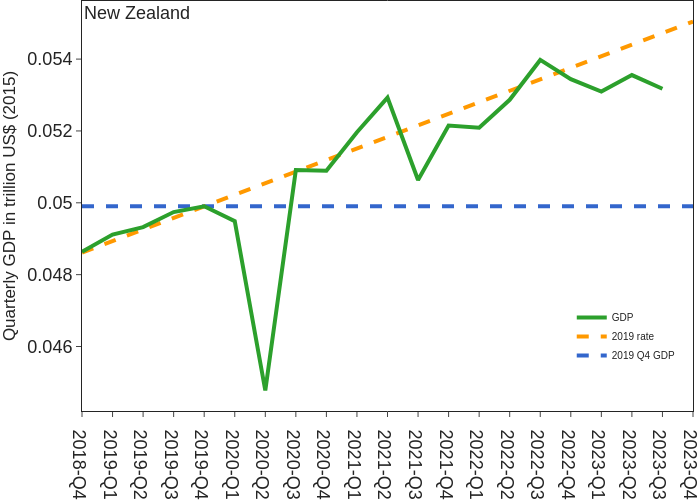 New Zealand
Quarterly GDP in trillion US$ (2015)
0.054
0.052
0.05
0.048
0.046
GDP
2019 rate
2019 Q4 GDP
2018-Q4
2019-Q1
2019-Q2
2019-Q3
2019-Q4
2020-Q1
2020-Q2
2020-Q3
2020-Q4
2021-Q1
2021-Q2
2021-Q3
2021-Q4
2022-Q1
2022-Q2
2022-Q3
2022-Q4
2023-Q1
2023-Q2
2023-Q3